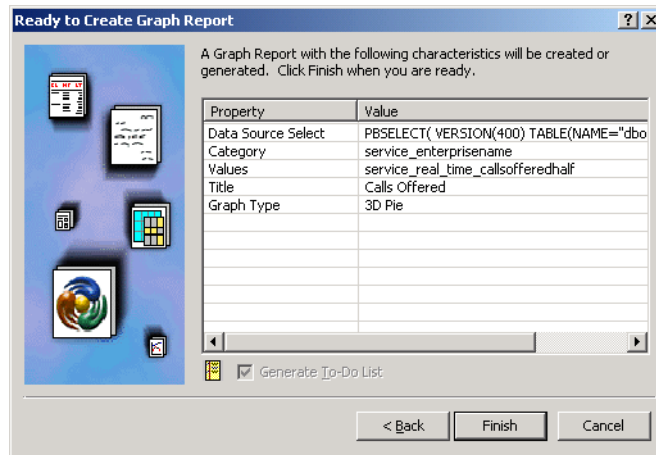 Ready to Create Graph Report
A Graph Report with the following characteristics will be created or
generated. Click Finish when you are ready.
Property Value
Data Source Select PBSELECT( VERSION(400) TABLE(NAME="dbo
Category service_enterprisename
Values service_real_time_callsofferedhalf
Title Calls Offered
Graph Type 3D Pie
Generate To-Do List
< Back Finish Cancel